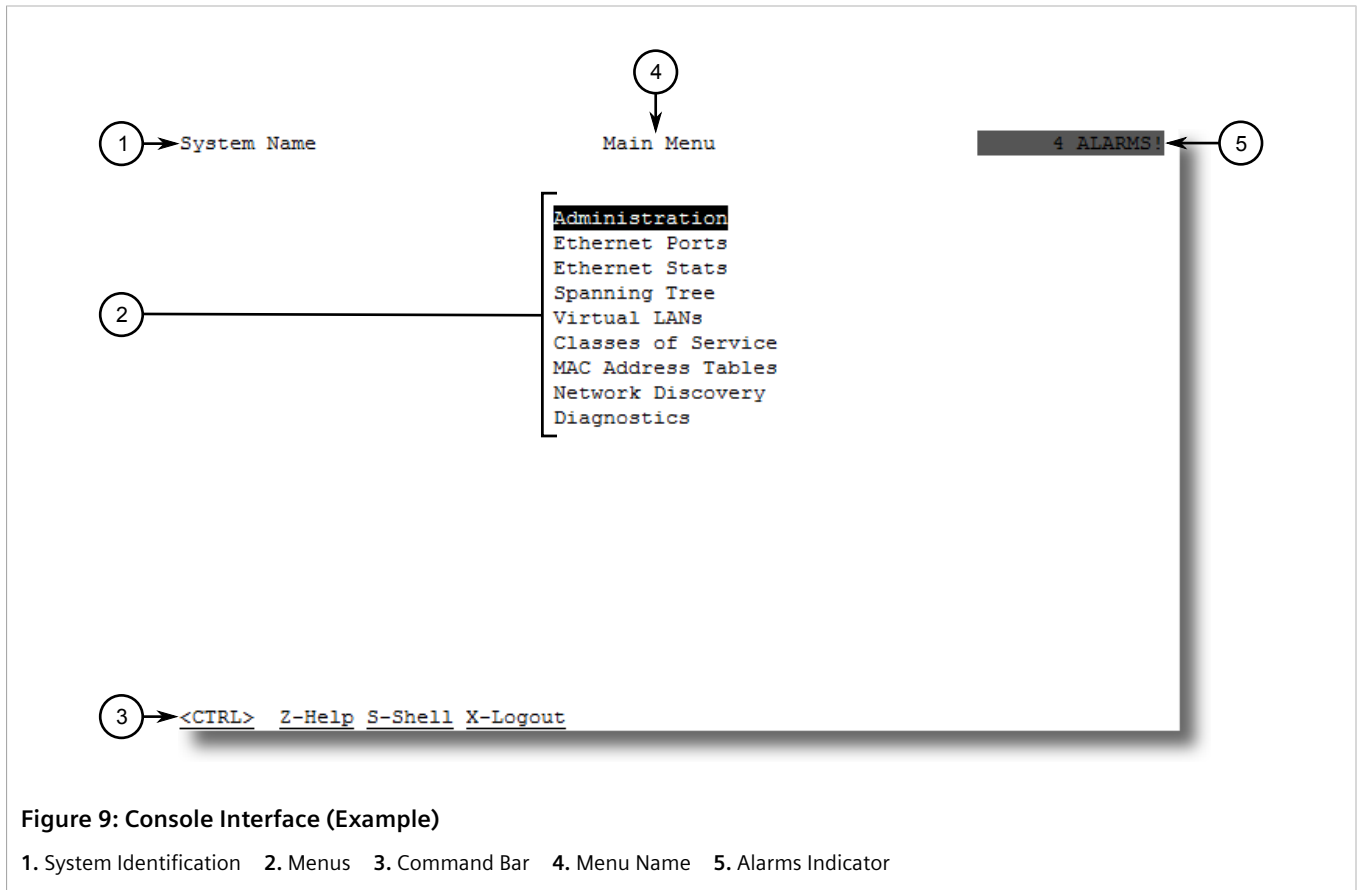 4
1 System Name Main Menu 4 ALARMS! 5
Administration
Ethernet Ports
Ethernet Stats
Spanning Tree
2 Virtual LANs
Classes of Service
MAC Address Tables
Network Discovery
Diagnostics
3 <CTRL> Z-Help S-Shell X-Logout
Figure 9: Console Interface (Example)
1. System Identification 2. Menus 3. Command Bar 4. Menu Name 5. Alarms Indicator